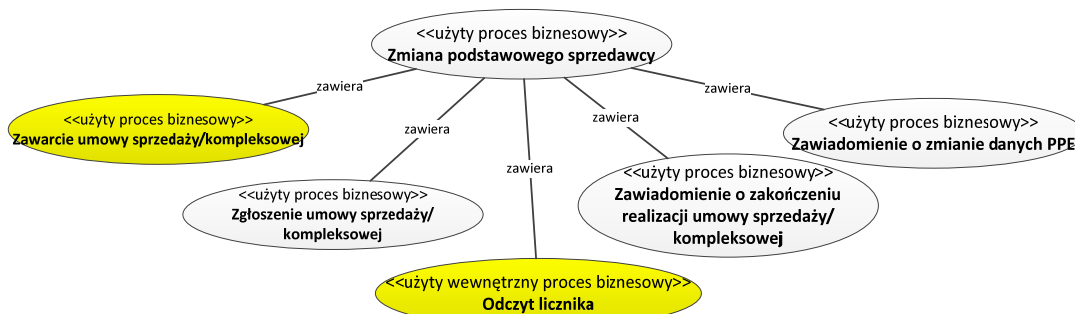 <<użyty proces biznesowy>>
Zmiana podstawowego sprzedawcy
zawiera
zawiera
zawiera
zawiera
zawiera
<<użyty proces biznesowy>>
Zawarcie umowy sprzedaży/kompleksowej
<<użyty proces biznesowy>>
Zgłoszenie umowy sprzedaży/
kompleksowej
<<użyty wewnętrzny proces biznesowy>>
Odczyt licznika
<<użyty proces biznesowy>>
Zawiadomienie o zakończeniu
realizacji umowy sprzedaży/
kompleksowej
<<użyty proces biznesowy>>
Zawiadomienie o zmianie danych PPE